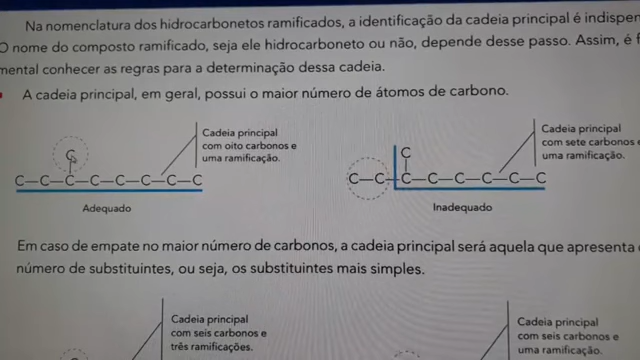 Na nomenclatura dos hidrocarbonetos ramificados, a identificação da cadeia principal é
O nome do composto ramificado, seja ele hidrocarboneto ou não, depende desse passo. Assim, é
conhecer as regras para a determinação dessa cadeia.
A cadeia principal, em geral, possui o maior número de átomos de carbono.
Cadeia principal
com oito carbonos e
uma ramificação.
C
C—C—C—C—C—C—C—C
Adequado
Cadeia principal
com sete carbonos e
uma ramificação.
C
C—C—C—C—C—C—C—C
Inadequado
Em caso de empate no maior número de carbonos, a cadeia principal será aquela que apresenta
número de substituintes, ou seja, os substituintes mais simples.
Cadeia principal
com seis carbonos e
três ramificações.
Cadeia principal
com seis carbonos e
uma ramificação.